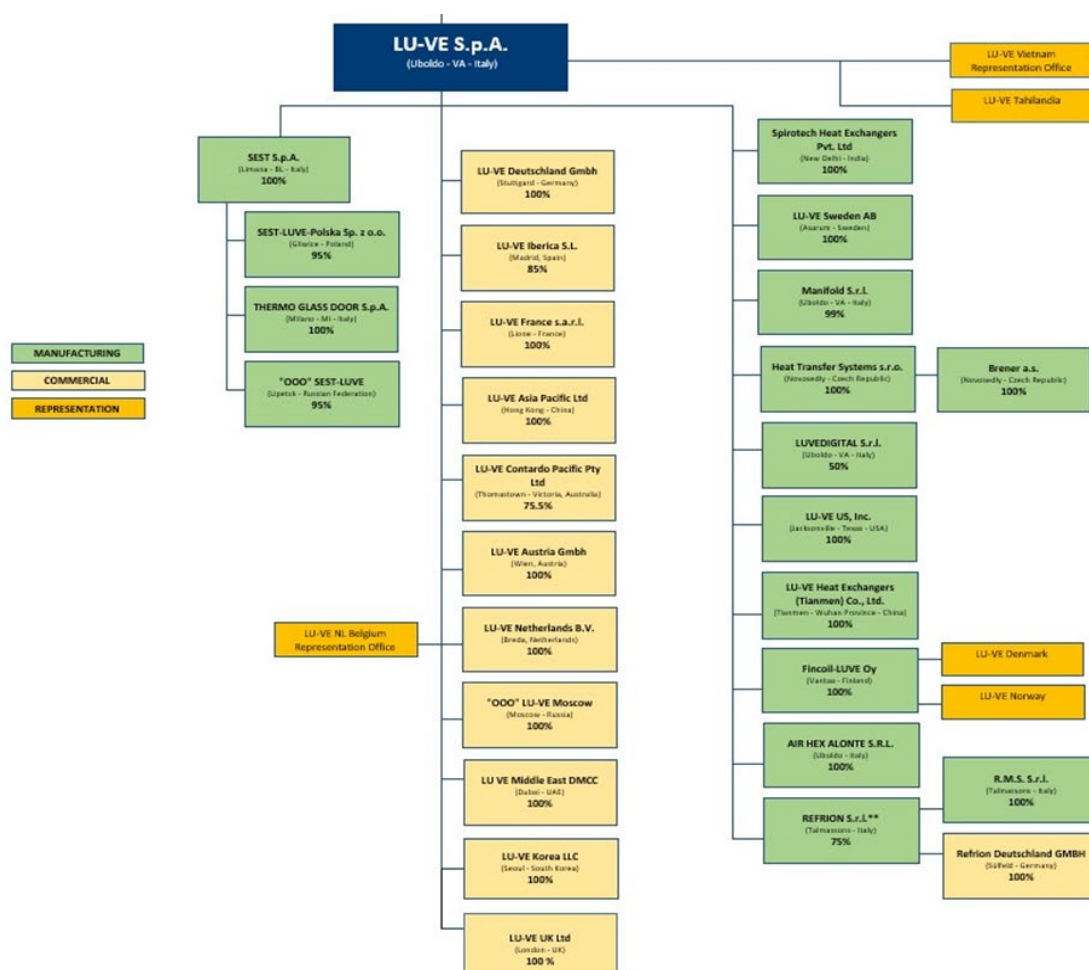 LU-VE S.p.A.
(Uboldo - VA - Italy)
LU-VE Vietnam
Representation Office
LU-VE Tahilandia
SEST S.p.A.
(Limana - BL - Italy)
100%
SEST-LUVE-Polska Sp. z o.o.
(Gliwice - Poland)
95%
THERMO GLASS DOOR S.p.A.
(Milano - MI - Italy)
100%
"OOO" SEST-LUVE
(Lipetsk - Russian Federation)
95%
MANUFACTURING
COMMERCIAL
REPRESENTATION
LU-VE Deutschland Gmbh
(Stuttgard - Germany)
100%
LU-VE Iberica S.L.
(Madrid, Spain)
85%
LU-VE France s.a.r.l.
(Lione - France)
100%
LU-VE Asia Pacific Ltd
(Hong Kong - China)
100%
LU-VE Contardo Pacific Pty
Ltd
(Thomastown - Victoria, Australia)
75.5%
LU-VE Austria Gmbh
(Wien, Austria)
100%
LU-VE NL Belgium
Representation Office
LU-VE Netherlands B.V.
(Breda, Netherlands)
100%
"OOO" LU-VE Moscow
(Moscow - Russia)
100%
LU VE Middle East DMCC
(Dubai - UAE)
100%
LU-VE Korea LLC
(Seoul - South Korea)
100%
LU-VE UK Ltd
(London - UK)
100 %
Spirotech Heat Exchangers
Pvt. Ltd
(New Delhi - India)
100%
LU-VE Sweden AB
(Asarum - Sweden)
100%
Manifold S.r.l.
(Uboldo - VA - Italy)
99%
Heat Transfer Systems s.r.o.
(Novosedly - Czech Republic)
100%
Brener a.s.
(Novosedly - Czech Republic)
100%
LUVEDIGITAL S.r.l.
(Uboldo - VA - Italy)
50%
LU-VE US, Inc.
(Jacksonville - Texas - USA)
100%
LU-VE Heat Exchangers
(Tianmen) Co., Ltd.
(Tianmen - Wuhan Province - China)
100%
Fincoil-LUVE Oy
(Vantaa - Finland)
100%
LU-VE Denmark
LU-VE Norway
AIR HEX ALONTE S.R.L.
(Uboldo - Italy)
100%
REFRION S.r.l.**
(Talmassons - Italy)
75%
R.M.S. S.r.l.
(Talmassons - Italy)
100%
Refrion Deutschland GMBH
(Sülfeld - Germany)
100%